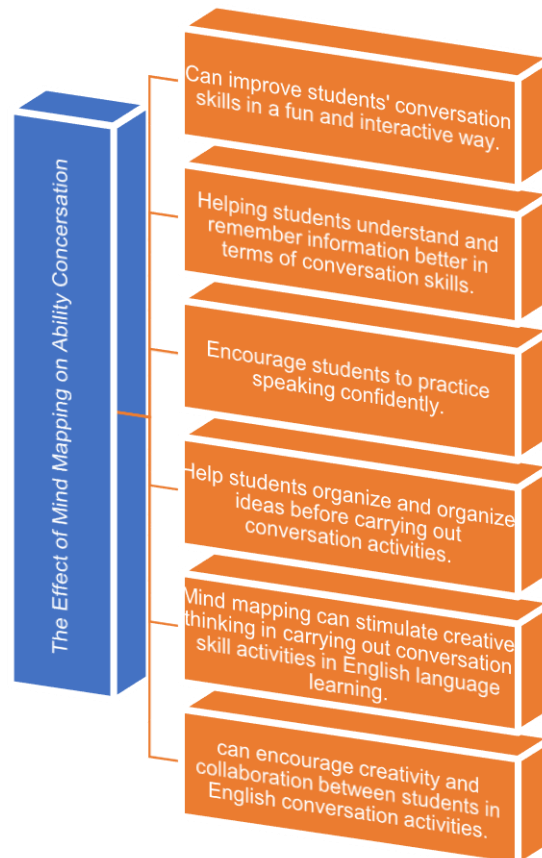 The Effect of Mind Mapping on Ability Concersation
Can improve students' conversation
skills in a fun and interactive way.
Helping students understand and
remember information better in
terms of conversation skills.
Encourage students to practice
speaking confidently.
Help students organize and organize
ideas before carrying out
conversation activities.
Mind mapping can stimulate creative
thinking in carrying out conversation
skill activities in English language
learning.
can encourage creativity and
collaboration between students in
English conversation activities.